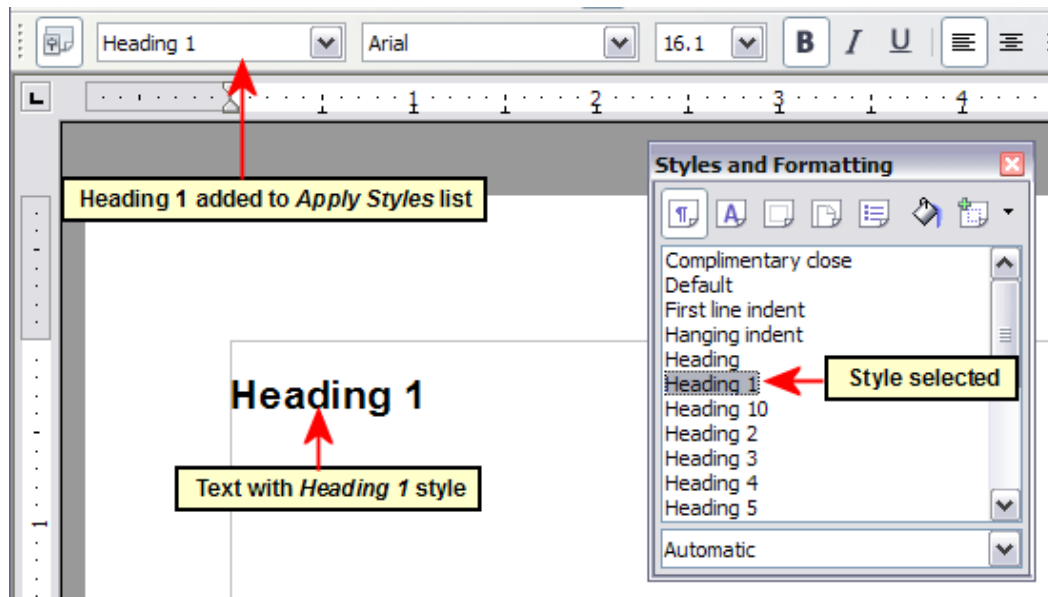 Heading 1 Arial 16.1 B I U
1 2 3 4
Heading 1 added to Apply Styles list
Styles and Formatting
Complimentary close
Default
First line indent
Hanging indent
Heading
Heading 1
Style selected
Heading 10
Heading 2
Heading 3
Heading 4
Heading 5
Automatic
Heading 1
Text with Heading 1 style
1